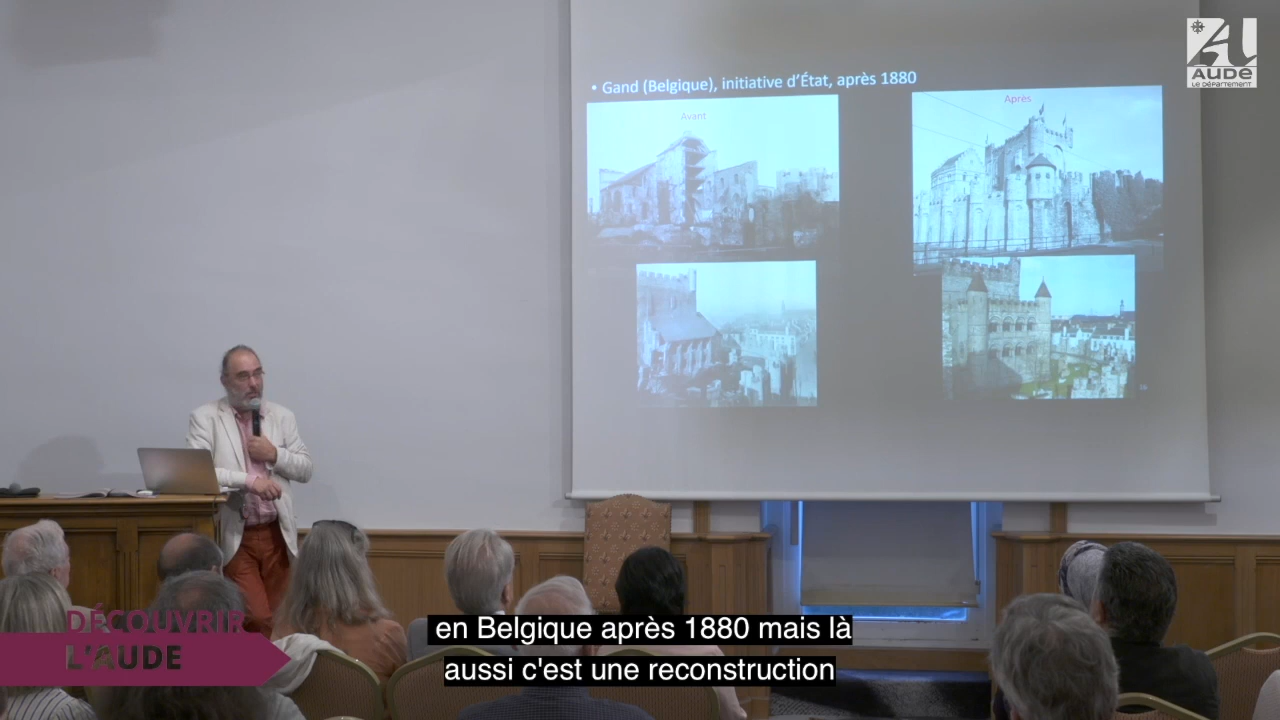 • Gand (Belgique), initiative d'État, après 1880
Avant
Après
AUDE
LE DÉPARTEMENT
DÉCOUVRIR
L'AUDE
en Belgique après 1880 mais là
aussi c'est une reconstruction